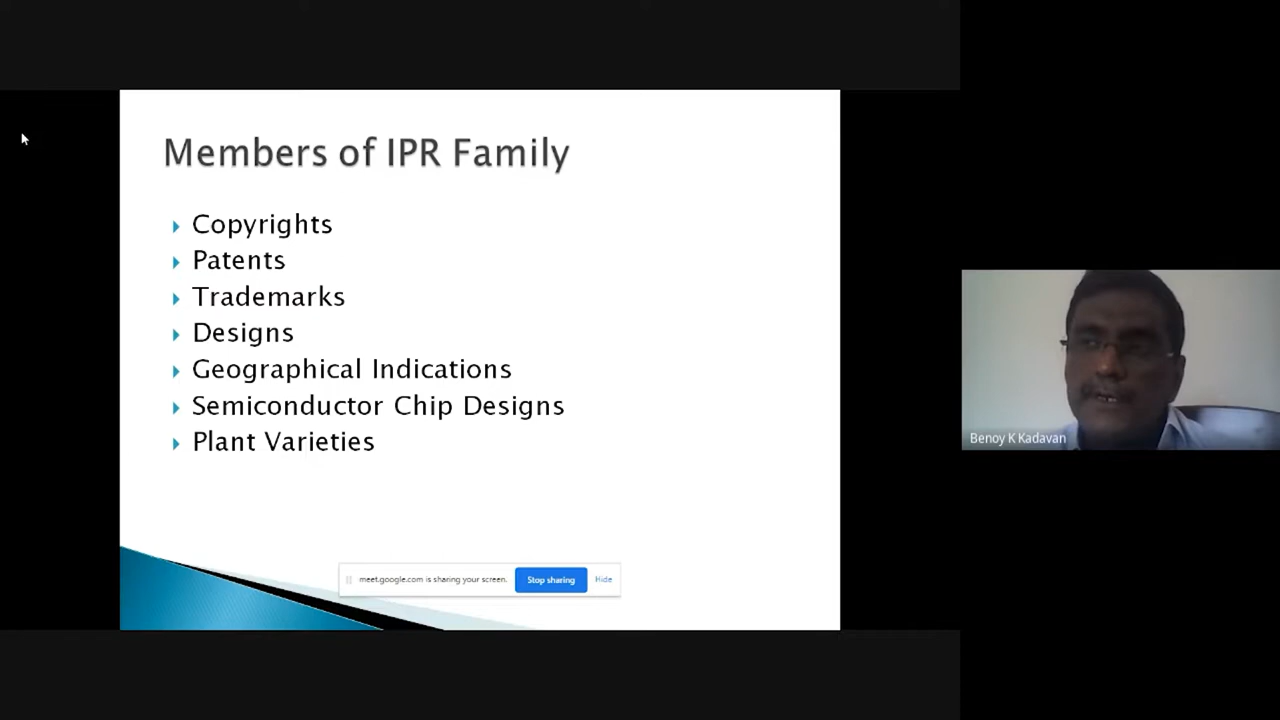 Members of IPR Family
Copyrights
Patents
Trademarks
Designs
Geographical Indications
Semiconductor Chip Designs
Plant Varieties
meet.google.com is sharing your screen. Stop sharing Hide
Benoy K Kadavan